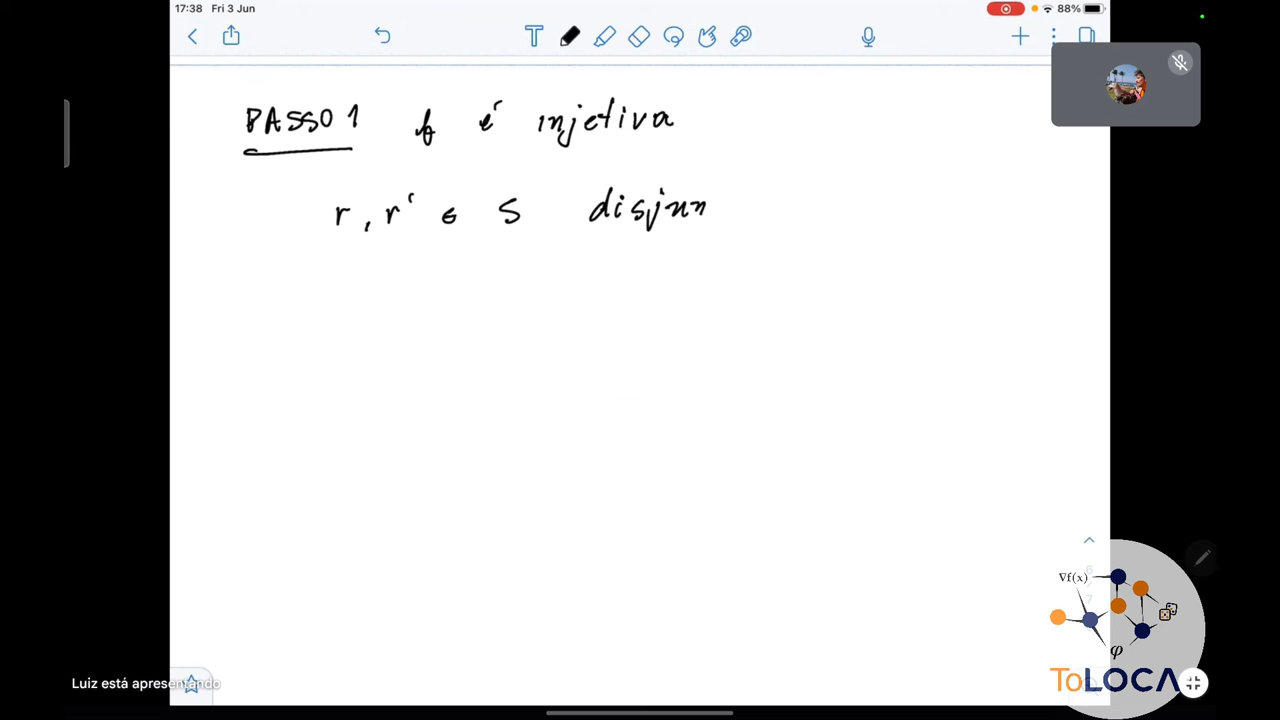 17:38 Fri 3 Jun
88%
T
PASSO 1 f é injetiva
r, r' ∈ S disjun
∇f(x)
φ
ToLOCA
Luiz está apresentando